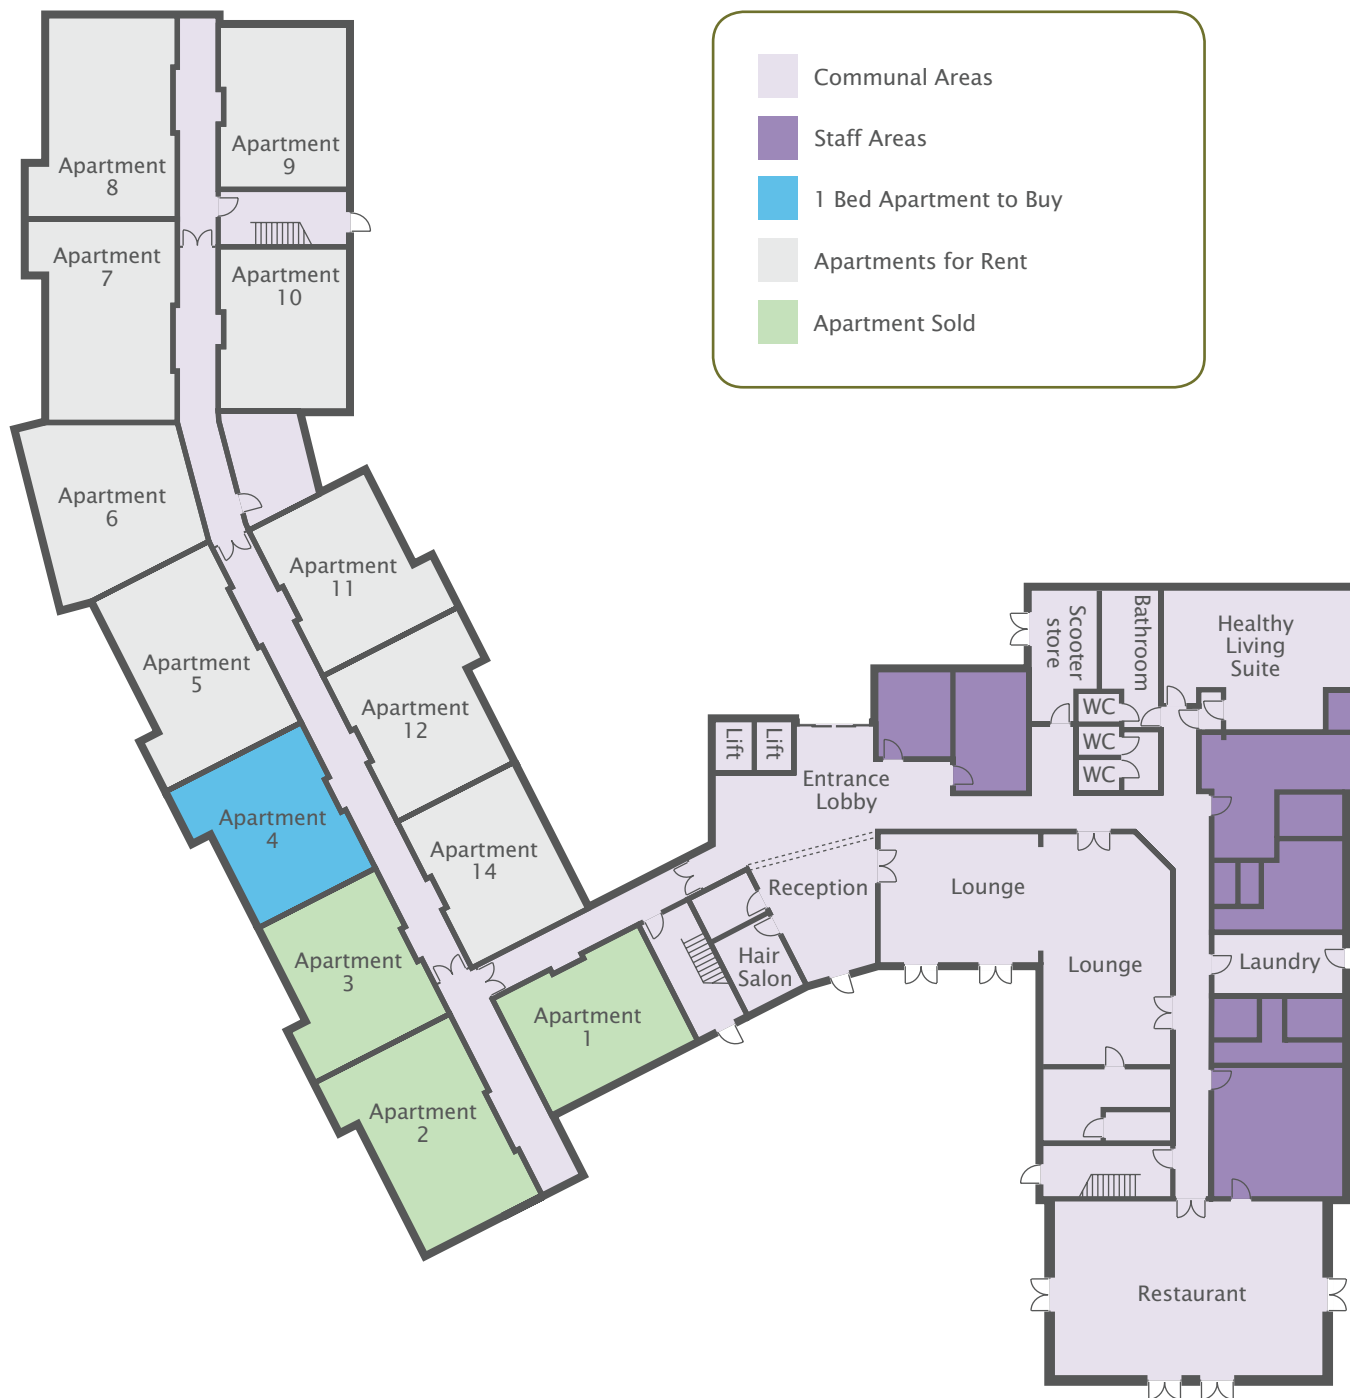 Communal Areas
Staff Areas
1 Bed Apartment to Buy
Apartments for Rent
Apartment Sold
Apartment
8
Apartment
9
Apartment
7
Apartment
10
Apartment
6
Apartment
11
Apartment
5
Apartment
12
Apartment
4
Apartment
14
Apartment
3
Apartment
2
Apartment
1
Scooter
store
Bathroom
Healthy
Living
Suite
WC
WC
WC
Lift
Lift
Entrance
Lobby
Reception
Lounge
Hair
Salon
Lounge
Laundry
Restaurant